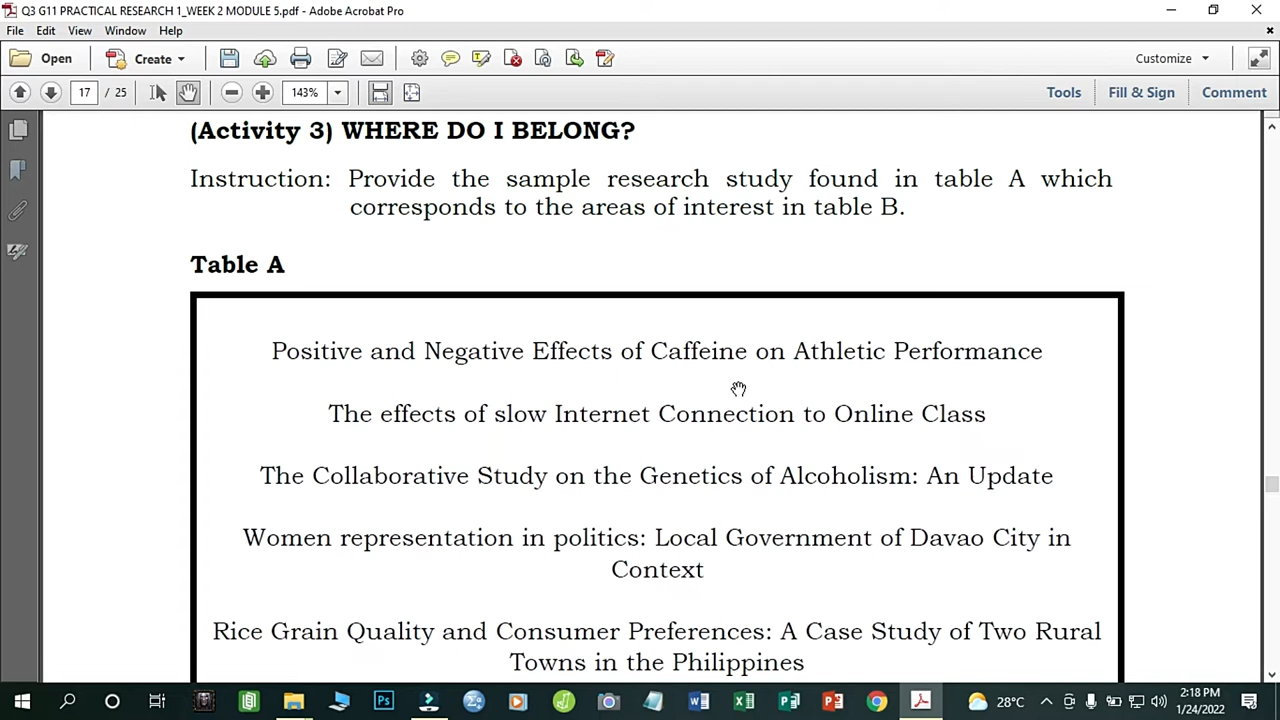 Q3 G11 PRACTICAL RESEARCH 1_WEEK 2 MODULE 5.pdf - Adobe Acrobat Pro
File Edit View Window Help
Open Create Customize
17 / 25 143% Tools Fill & Sign Comment
(Activity 3) WHERE DO I BELONG?
Instruction: Provide the sample research study found in table A which
corresponds to the areas of interest in table B.
Table A
Positive and Negative Effects of Caffeine on Athletic Performance
The effects of slow Internet Connection to Online Class
The Collaborative Study on the Genetics of Alcoholism: An Update
Women representation in politics: Local Government of Davao City in
Context
Rice Grain Quality and Consumer Preferences: A Case Study of Two Rural
Towns in the Philippines
28°C 2:18 PM
1/24/2022